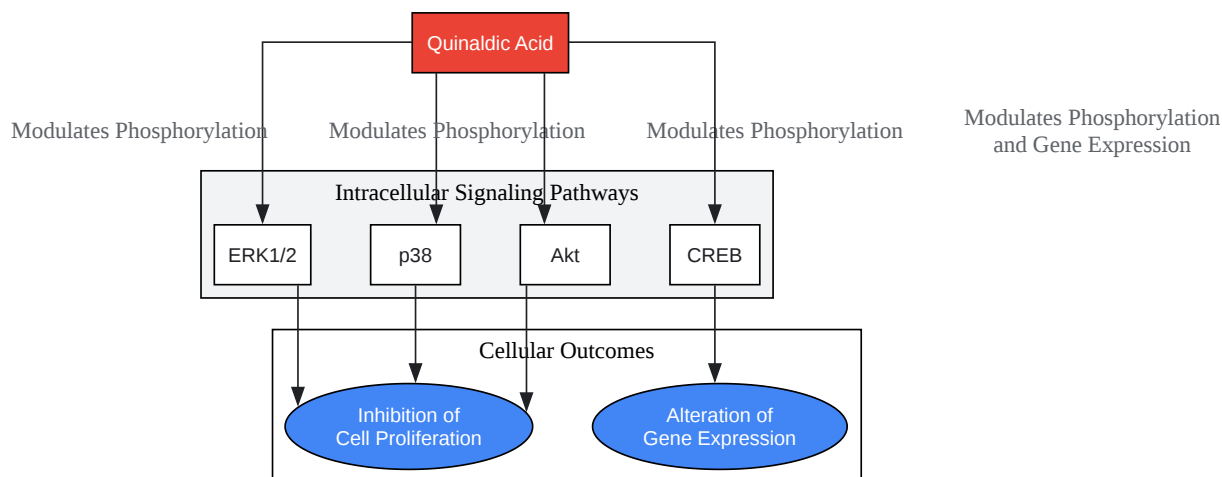 Quinaldic Acid
Modulates Phosphorylation
Modulates Phosphorylation
Modulates Phosphorylation
Modulates Phosphorylation
and Gene Expression
Intracellular Signaling Pathways
ERK1/2
p38
Akt
CREB
Cellular Outcomes
Inhibition of
Cell Proliferation
Alteration of
Gene Expression